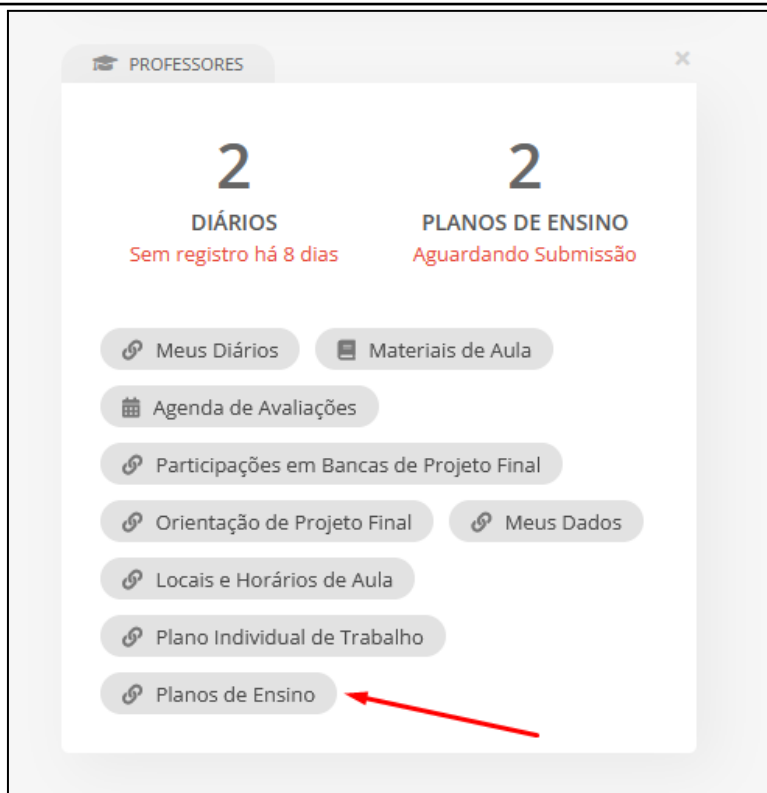 PROFESSORES
2 2
DIÁRIOS PLANOS DE ENSINO
Sem registro há 8 dias Aguardando Submissão
Meus Diários Materiais de Aula
Agenda de Avaliações
Participações em Bancas de Projeto Final
Orientação de Projeto Final Meus Dados
Locais e Horários de Aula
Plano Individual de Trabalho
Planos de Ensino